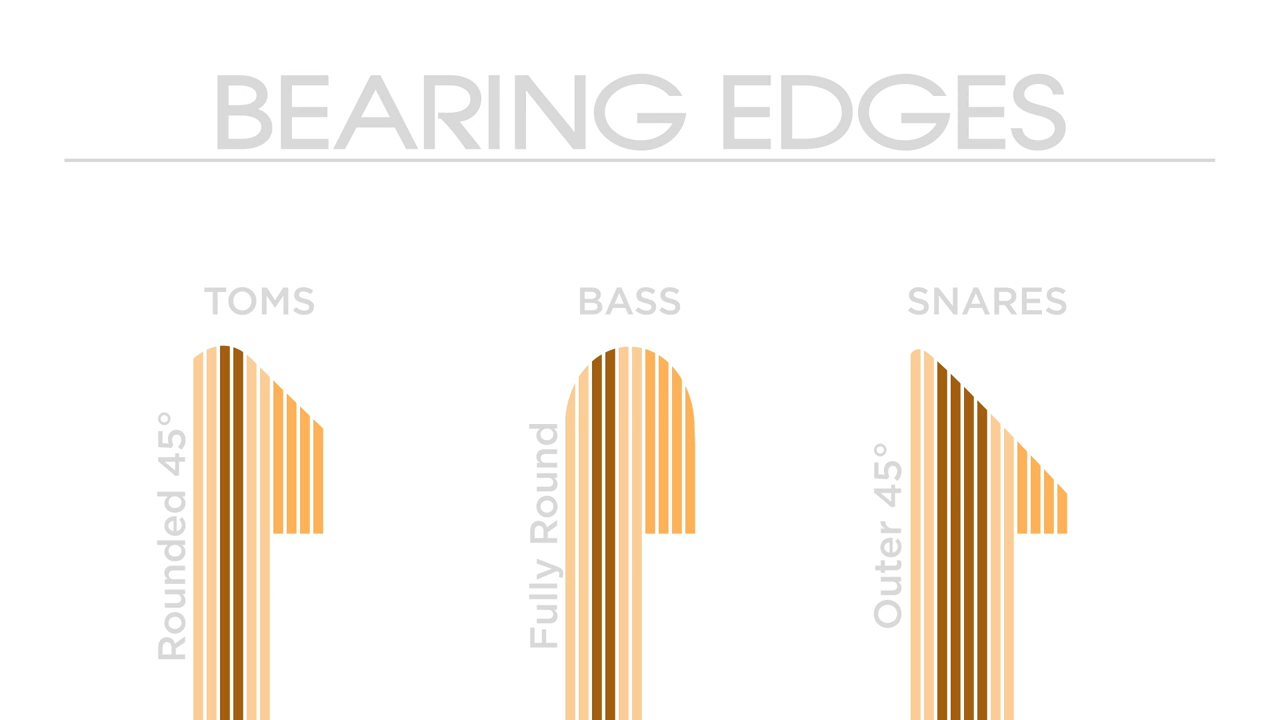 BEARING EDGES
TOMS
BASS
SNARES
Rounded 45°
Fully Round
Outer 45°